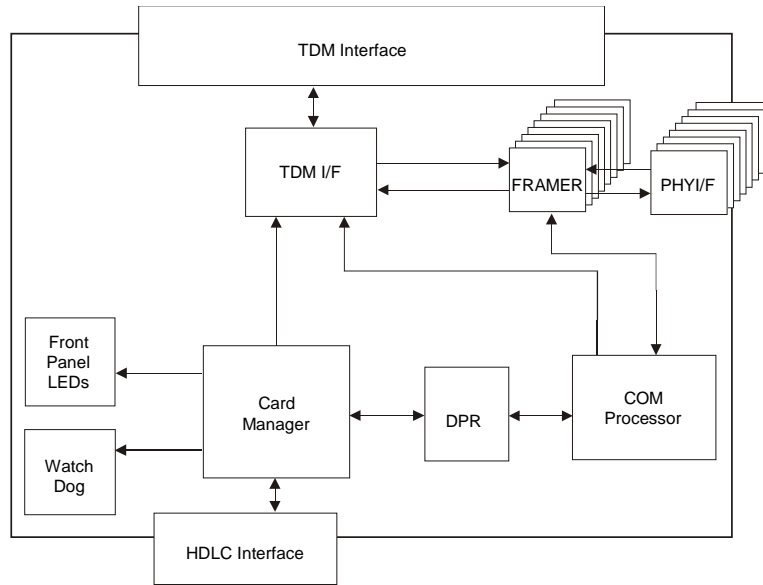 TDM Interface
TDM I/F
FRAMER
PHYI/F
Front
Panel
LEDs
Card
Manager
DPR
COM
Processor
Watch
Dog
HDLC Interface